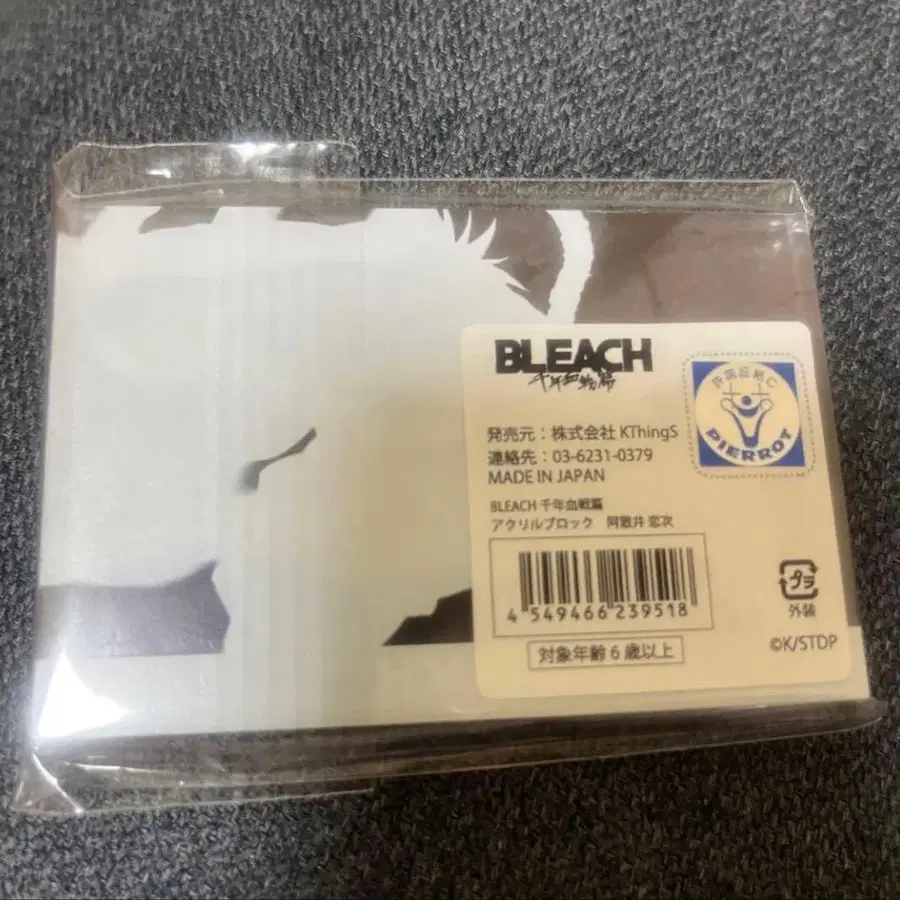 BLEACH
千年血戦篇
許諾証紙C
PIERROT
発売元：株式会社 KThingS
連絡先：03-6231-0379
MADE IN JAPAN
BLEACH 千年血戦篇
アクリルブロック　阿散井 恋次
4 549466 239518
対象年齢 6 歳以上
プラ
外装
©K/STDP